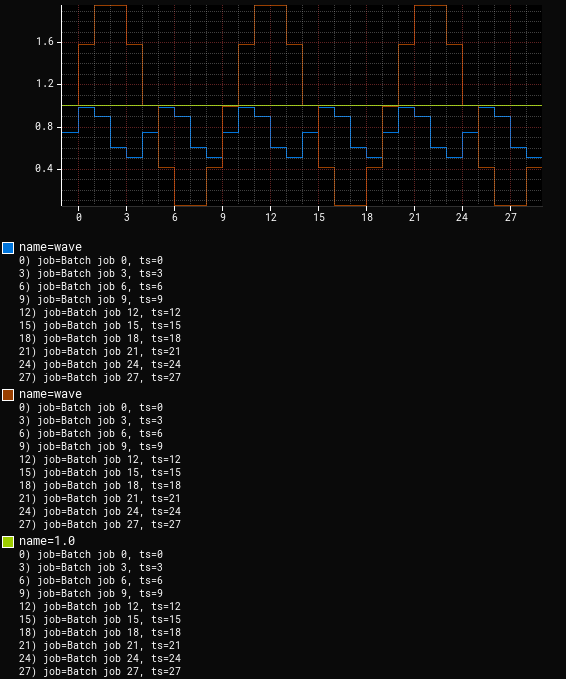 1.6
1.2
0.8
0.4
0 3 6 9 12 15 18 21 24 27
name=wave
0) job=Batch job 0, ts=0
3) job=Batch job 3, ts=3
6) job=Batch job 6, ts=6
9) job=Batch job 9, ts=9
12) job=Batch job 12, ts=12
15) job=Batch job 15, ts=15
18) job=Batch job 18, ts=18
21) job=Batch job 21, ts=21
24) job=Batch job 24, ts=24
27) job=Batch job 27, ts=27
name=wave
0) job=Batch job 0, ts=0
3) job=Batch job 3, ts=3
6) job=Batch job 6, ts=6
9) job=Batch job 9, ts=9
12) job=Batch job 12, ts=12
15) job=Batch job 15, ts=15
18) job=Batch job 18, ts=18
21) job=Batch job 21, ts=21
24) job=Batch job 24, ts=24
27) job=Batch job 27, ts=27
name=1.0
0) job=Batch job 0, ts=0
3) job=Batch job 3, ts=3
6) job=Batch job 6, ts=6
9) job=Batch job 9, ts=9
12) job=Batch job 12, ts=12
15) job=Batch job 15, ts=15
18) job=Batch job 18, ts=18
21) job=Batch job 21, ts=21
24) job=Batch job 24, ts=24
27) job=Batch job 27, ts=27